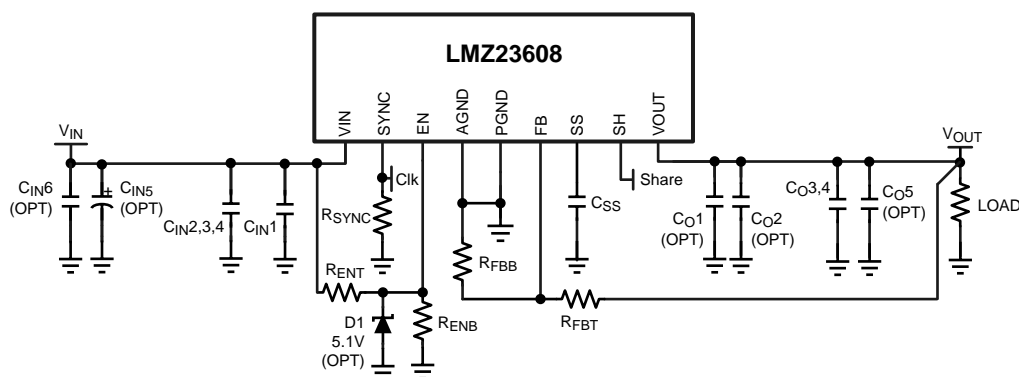 LMZ23608
VIN
SYNC
EN
AGND
PGND
FB
SS
SH
VOUT
VIN
VOUT
Clk
Share
CIN6
(OPT)
CIN5
(OPT)
+
CIN2,3,4
CIN1
RSYNC
CSS
CO1
(OPT)
CO2
(OPT)
CO3,4
CO5
(OPT)
LOAD
RENT
RFBB
D1
5.1V
(OPT)
RENB
RFBT